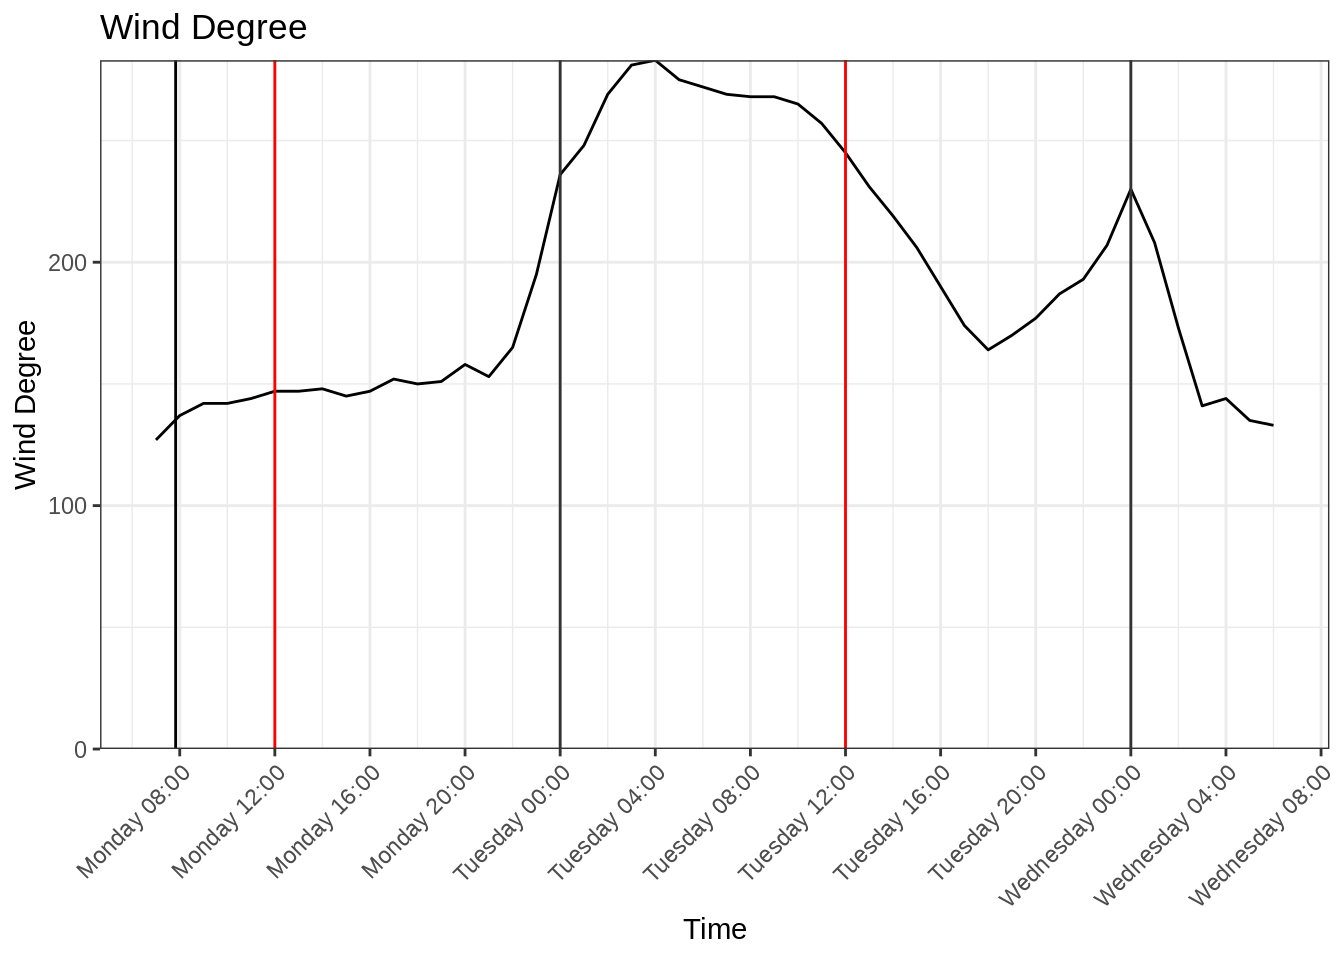 Wind Degree
Wind Degree
200
100
0
Monday 08:00
Monday 12:00
Monday 16:00
Monday 20:00
Tuesday 00:00
Tuesday 04:00
Tuesday 08:00
Tuesday 12:00
Tuesday 16:00
Tuesday 20:00
Wednesday 00:00
Wednesday 04:00
Wednesday 08:00
Time